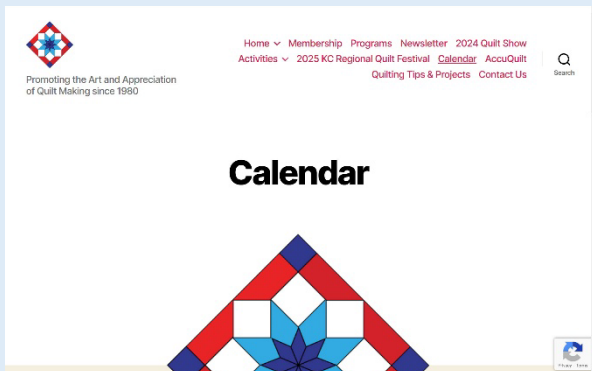 Home Membership Programs Newsletter 2024 Quilt Show
Activities 2025 KC Regional Quilt Festival Calendar AccuQuilt
Quilting Tips & Projects Contact Us
Search
Promoting the Art and Appreciation
of Quilt Making since 1980
Calendar